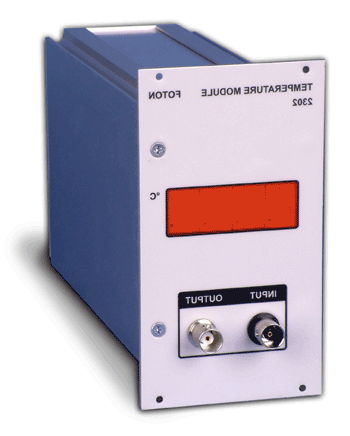 TEMPERATURE MODULE FOTON
2302
°C
INPUT OUTPUT